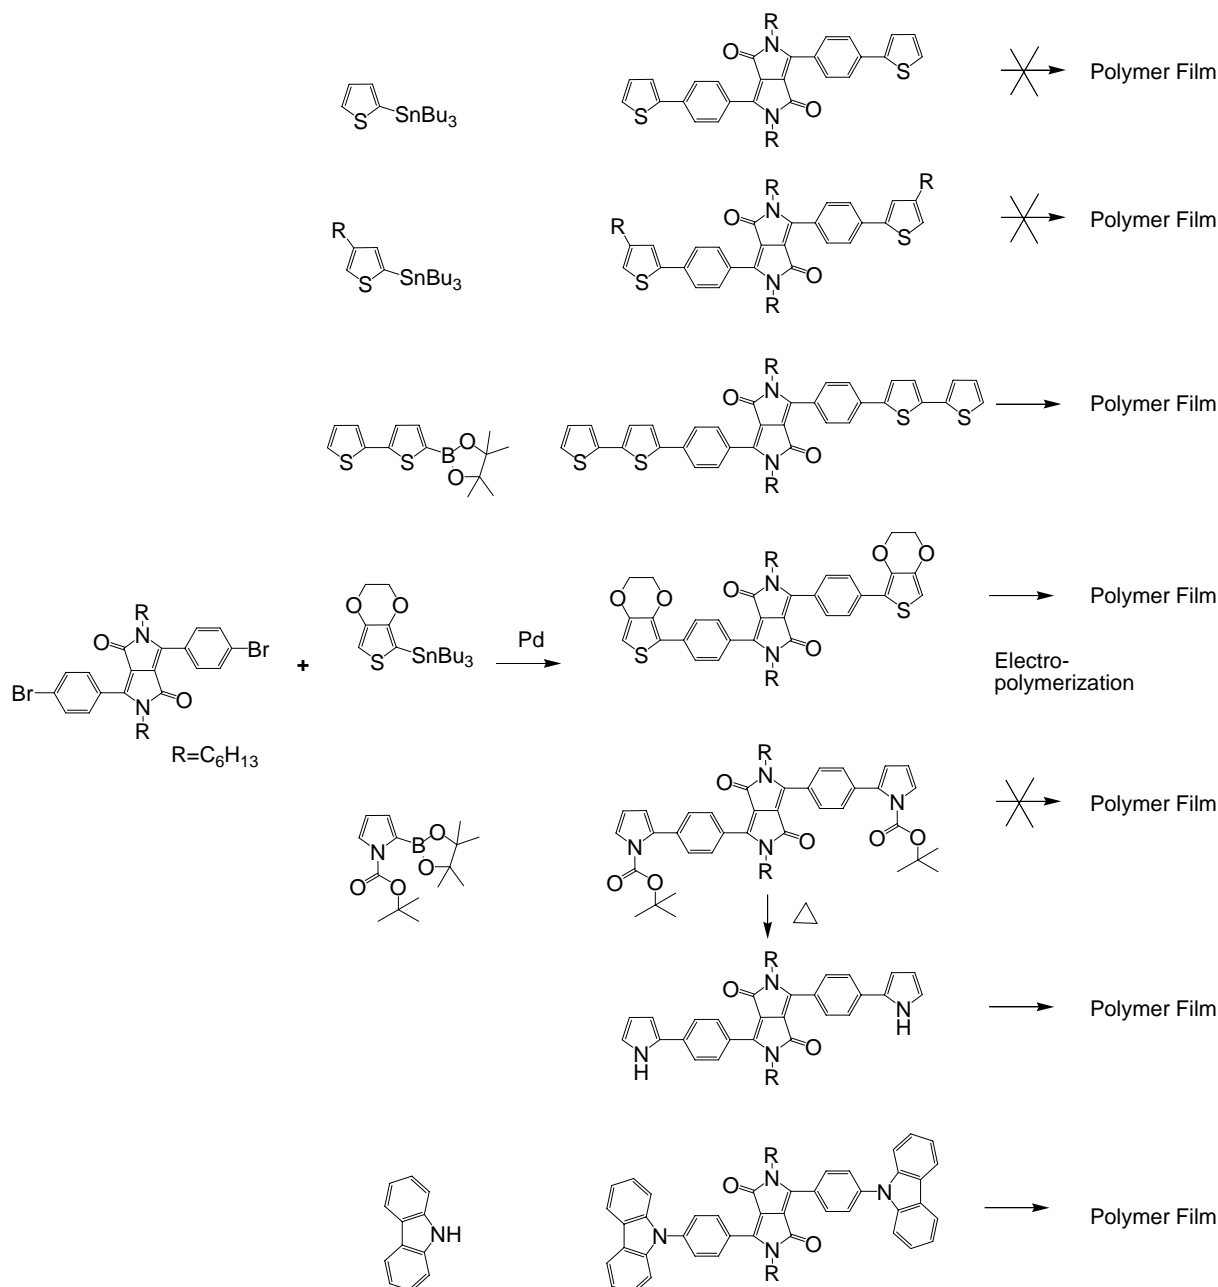 R
O N S
S N O
R
SnBu3
S
Polymer Film
R
R
O N S
R
S N O
R
R
S SnBu3
Polymer Film
R
O N S S
S S N O
R
S S B O
O
Polymer Film
R
O N Br
Br N O
R
R=C6H13
+
O O
S SnBu3
Pd
R O O
O O O N S
S N O
R
Polymer Film
Electro-
polymerization
R
O N N
O O
N N O
O O R
N B O
O O
O
Polymer Film
R
O N N
H
N N O
H R
Polymer Film
NH
R
O N N
N N O
R
Polymer Film